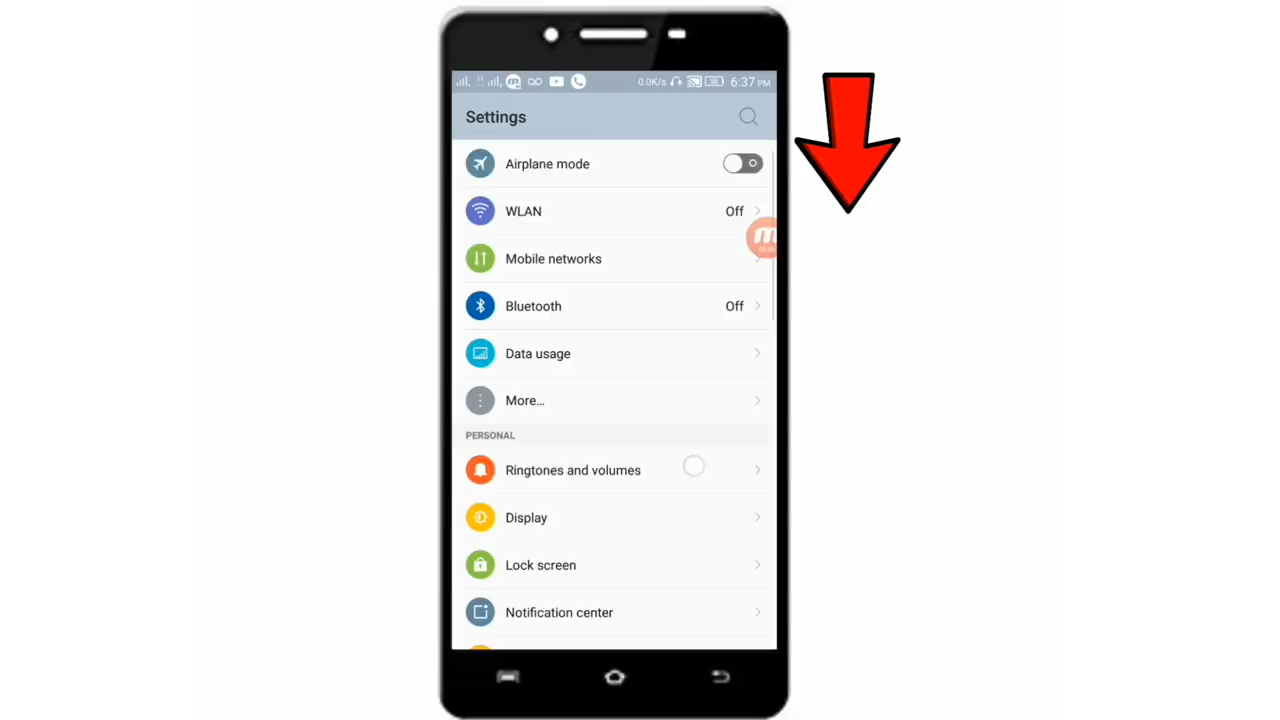 0.0K/s 6:37 PM
Settings
Airplane mode
WLAN Off
Mobile networks
Bluetooth Off
Data usage
More...
PERSONAL
Ringtones and volumes
Display
Lock screen
Notification center